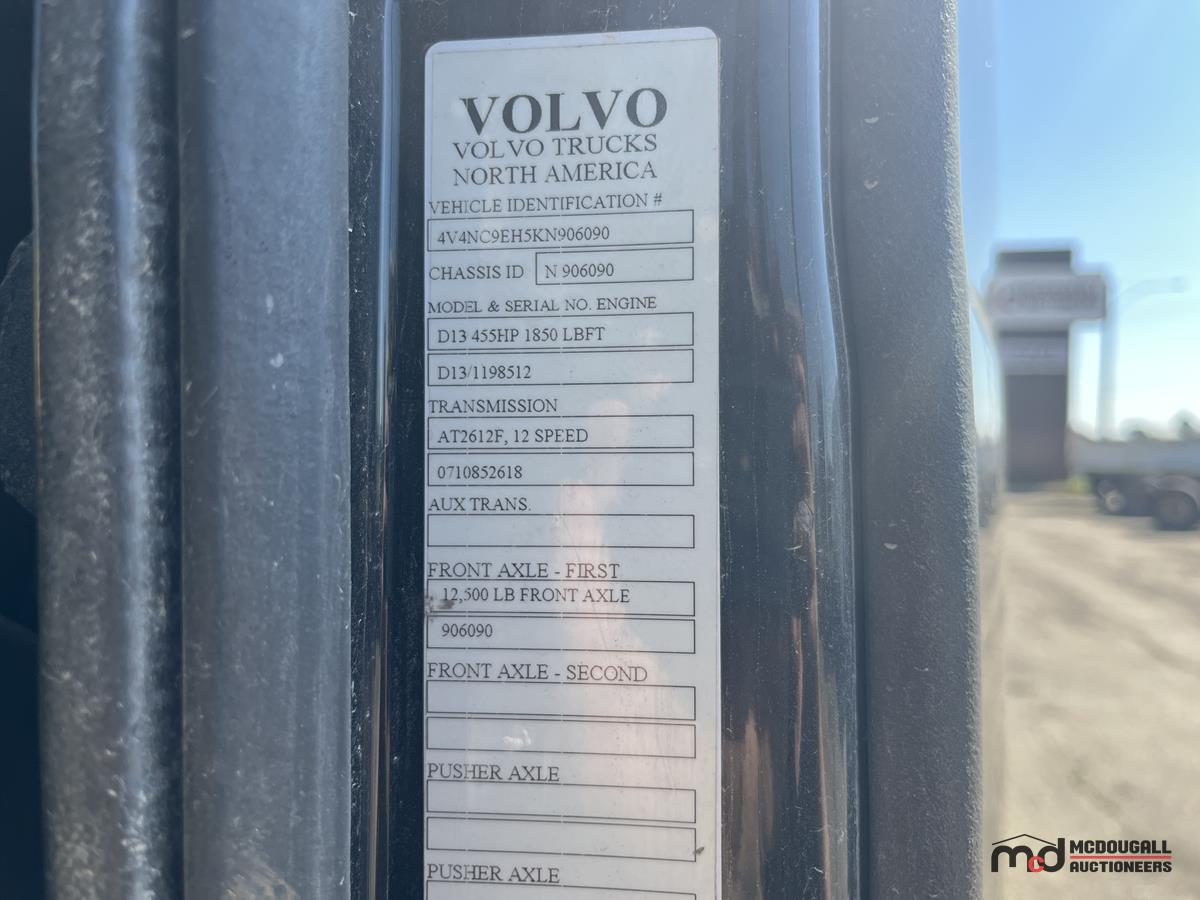 VOLVO
VOLVO TRUCKS
NORTH AMERICA
VEHICLE IDENTIFICATION #
4V4NC9EH5KN906090
CHASSIS ID N 906090
MODEL & SERIAL NO. ENGINE
D13 455HP 1850 LBFT
D13/1198512
TRANSMISSION
AT2612F, 12 SPEED
0710852618
AUX TRANS.
FRONT AXLE - FIRST
12,500 LB FRONT AXLE
906090
FRONT AXLE - SECOND
PUSHER AXLE
PUSHER AXLE
mcd MCDOUGALL
AUCTIONEERS